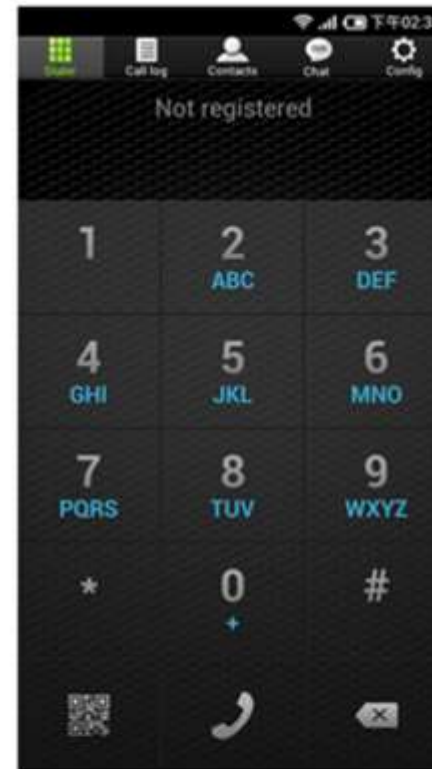 下午02:3
Dialer Call log Contacts Chat Config
Not registered
1 2 3
ABC DEF
4 5 6
GHI JKL MNO
7 8 9
PQRS TUV WXYZ
* 0 #
+